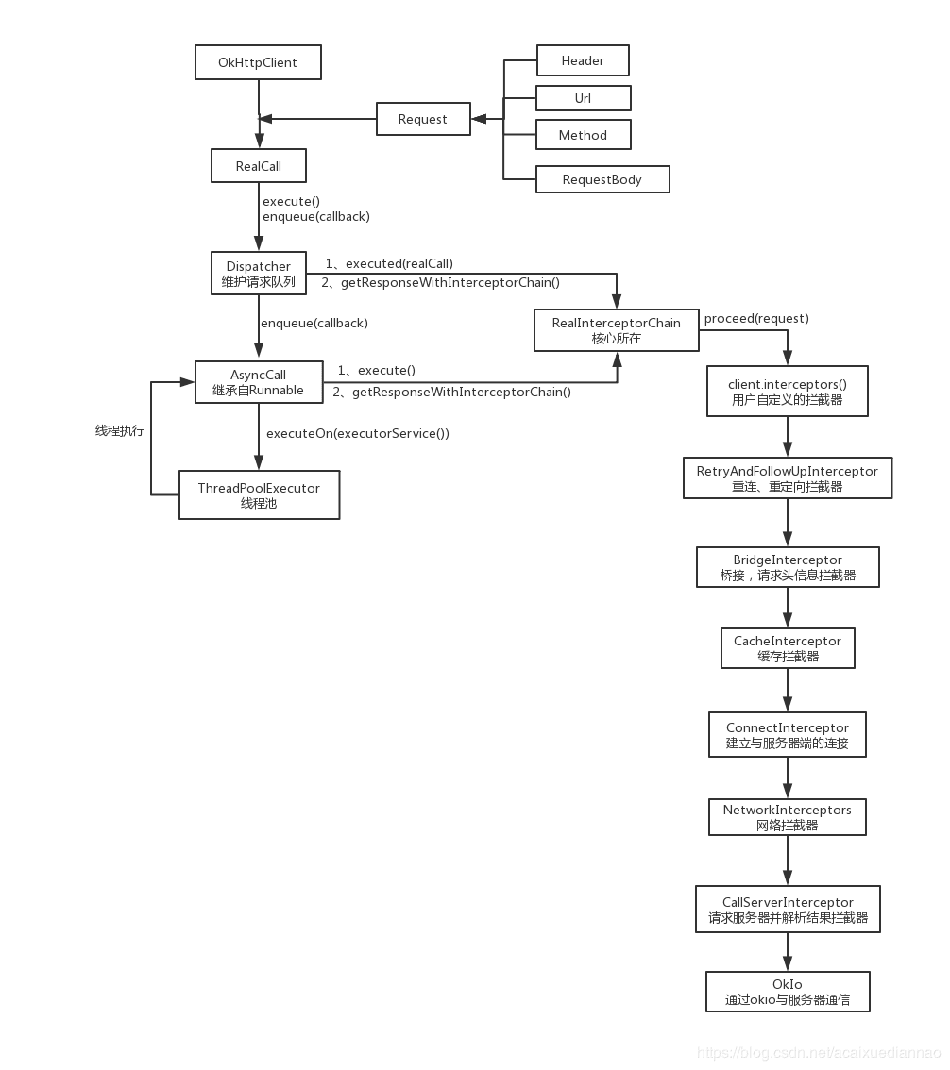 OkHttpClient
Header
Url
Request
Method
RealCall
RequestBody
execute()
enqueue(callback)
Dispatcher
维护请求队列
1、executed(realCall)
2、getResponseWithInterceptorChain()
enqueue(callback)
RealInterceptorChain
核心所在
proceed(request)
AsyncCall
继承自Runnable
1、execute()
2、getResponseWithInterceptorChain()
client.interceptors()
用户自定义的拦截器
线程执行
executeOn(executorService())
RetryAndFollowUpInterceptor
重连、重定向拦截器
ThreadPoolExecutor
线程池
BridgeInterceptor
桥接，请求头信息拦截器
CacheInterceptor
缓存拦截器
ConnectInterceptor
建立与服务器端的连接
NetworkInterceptors
网络拦截器
CallServerInterceptor
请求服务器并解析结果拦截器
OkIo
通过okio与服务器通信
https://blog.csdn.net/acaixuediannao